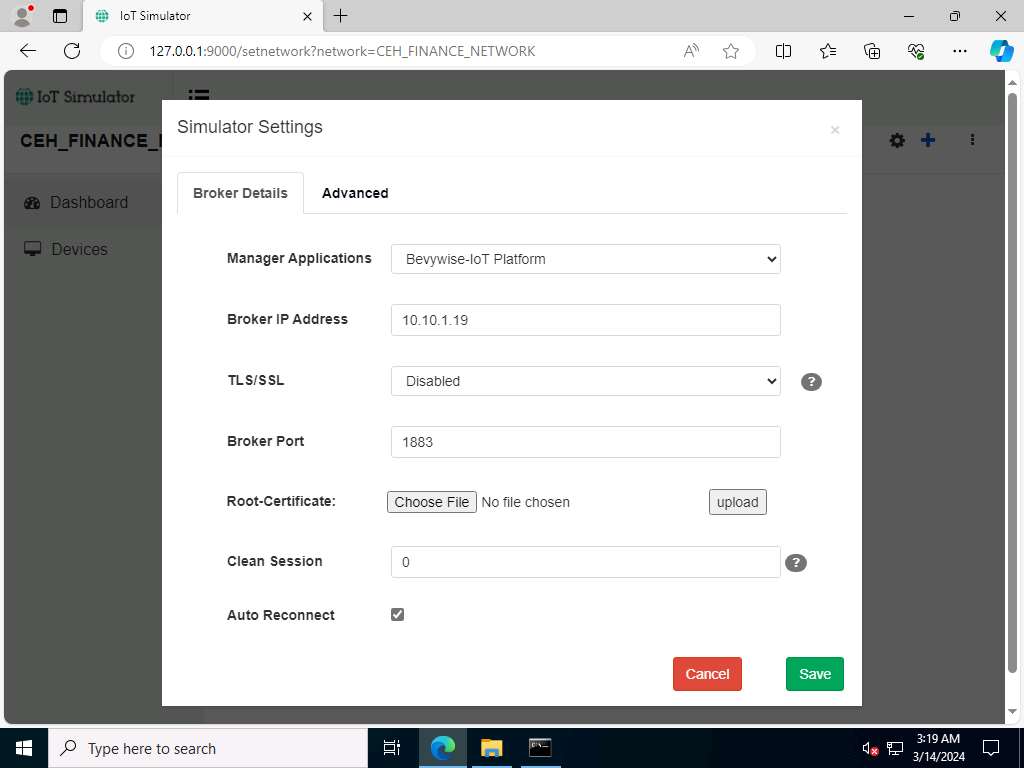 IoT Simulator
127.0.0.1:9000/setnetwork?network=CEH_FINANCE_NETWORK
IoT Simulator
CEH_FINANCE_
Dashboard
Devices
Simulator Settings
×
Broker Details
Advanced
Manager Applications
Bevywise-IoT Platform
Broker IP Address
10.10.1.19
TLS/SSL
Disabled
?
Broker Port
1883
Root-Certificate:
Choose File
No file chosen
upload
Clean Session
0
?
Auto Reconnect
Cancel
Save
Type here to search
3:19 AM
3/14/2024